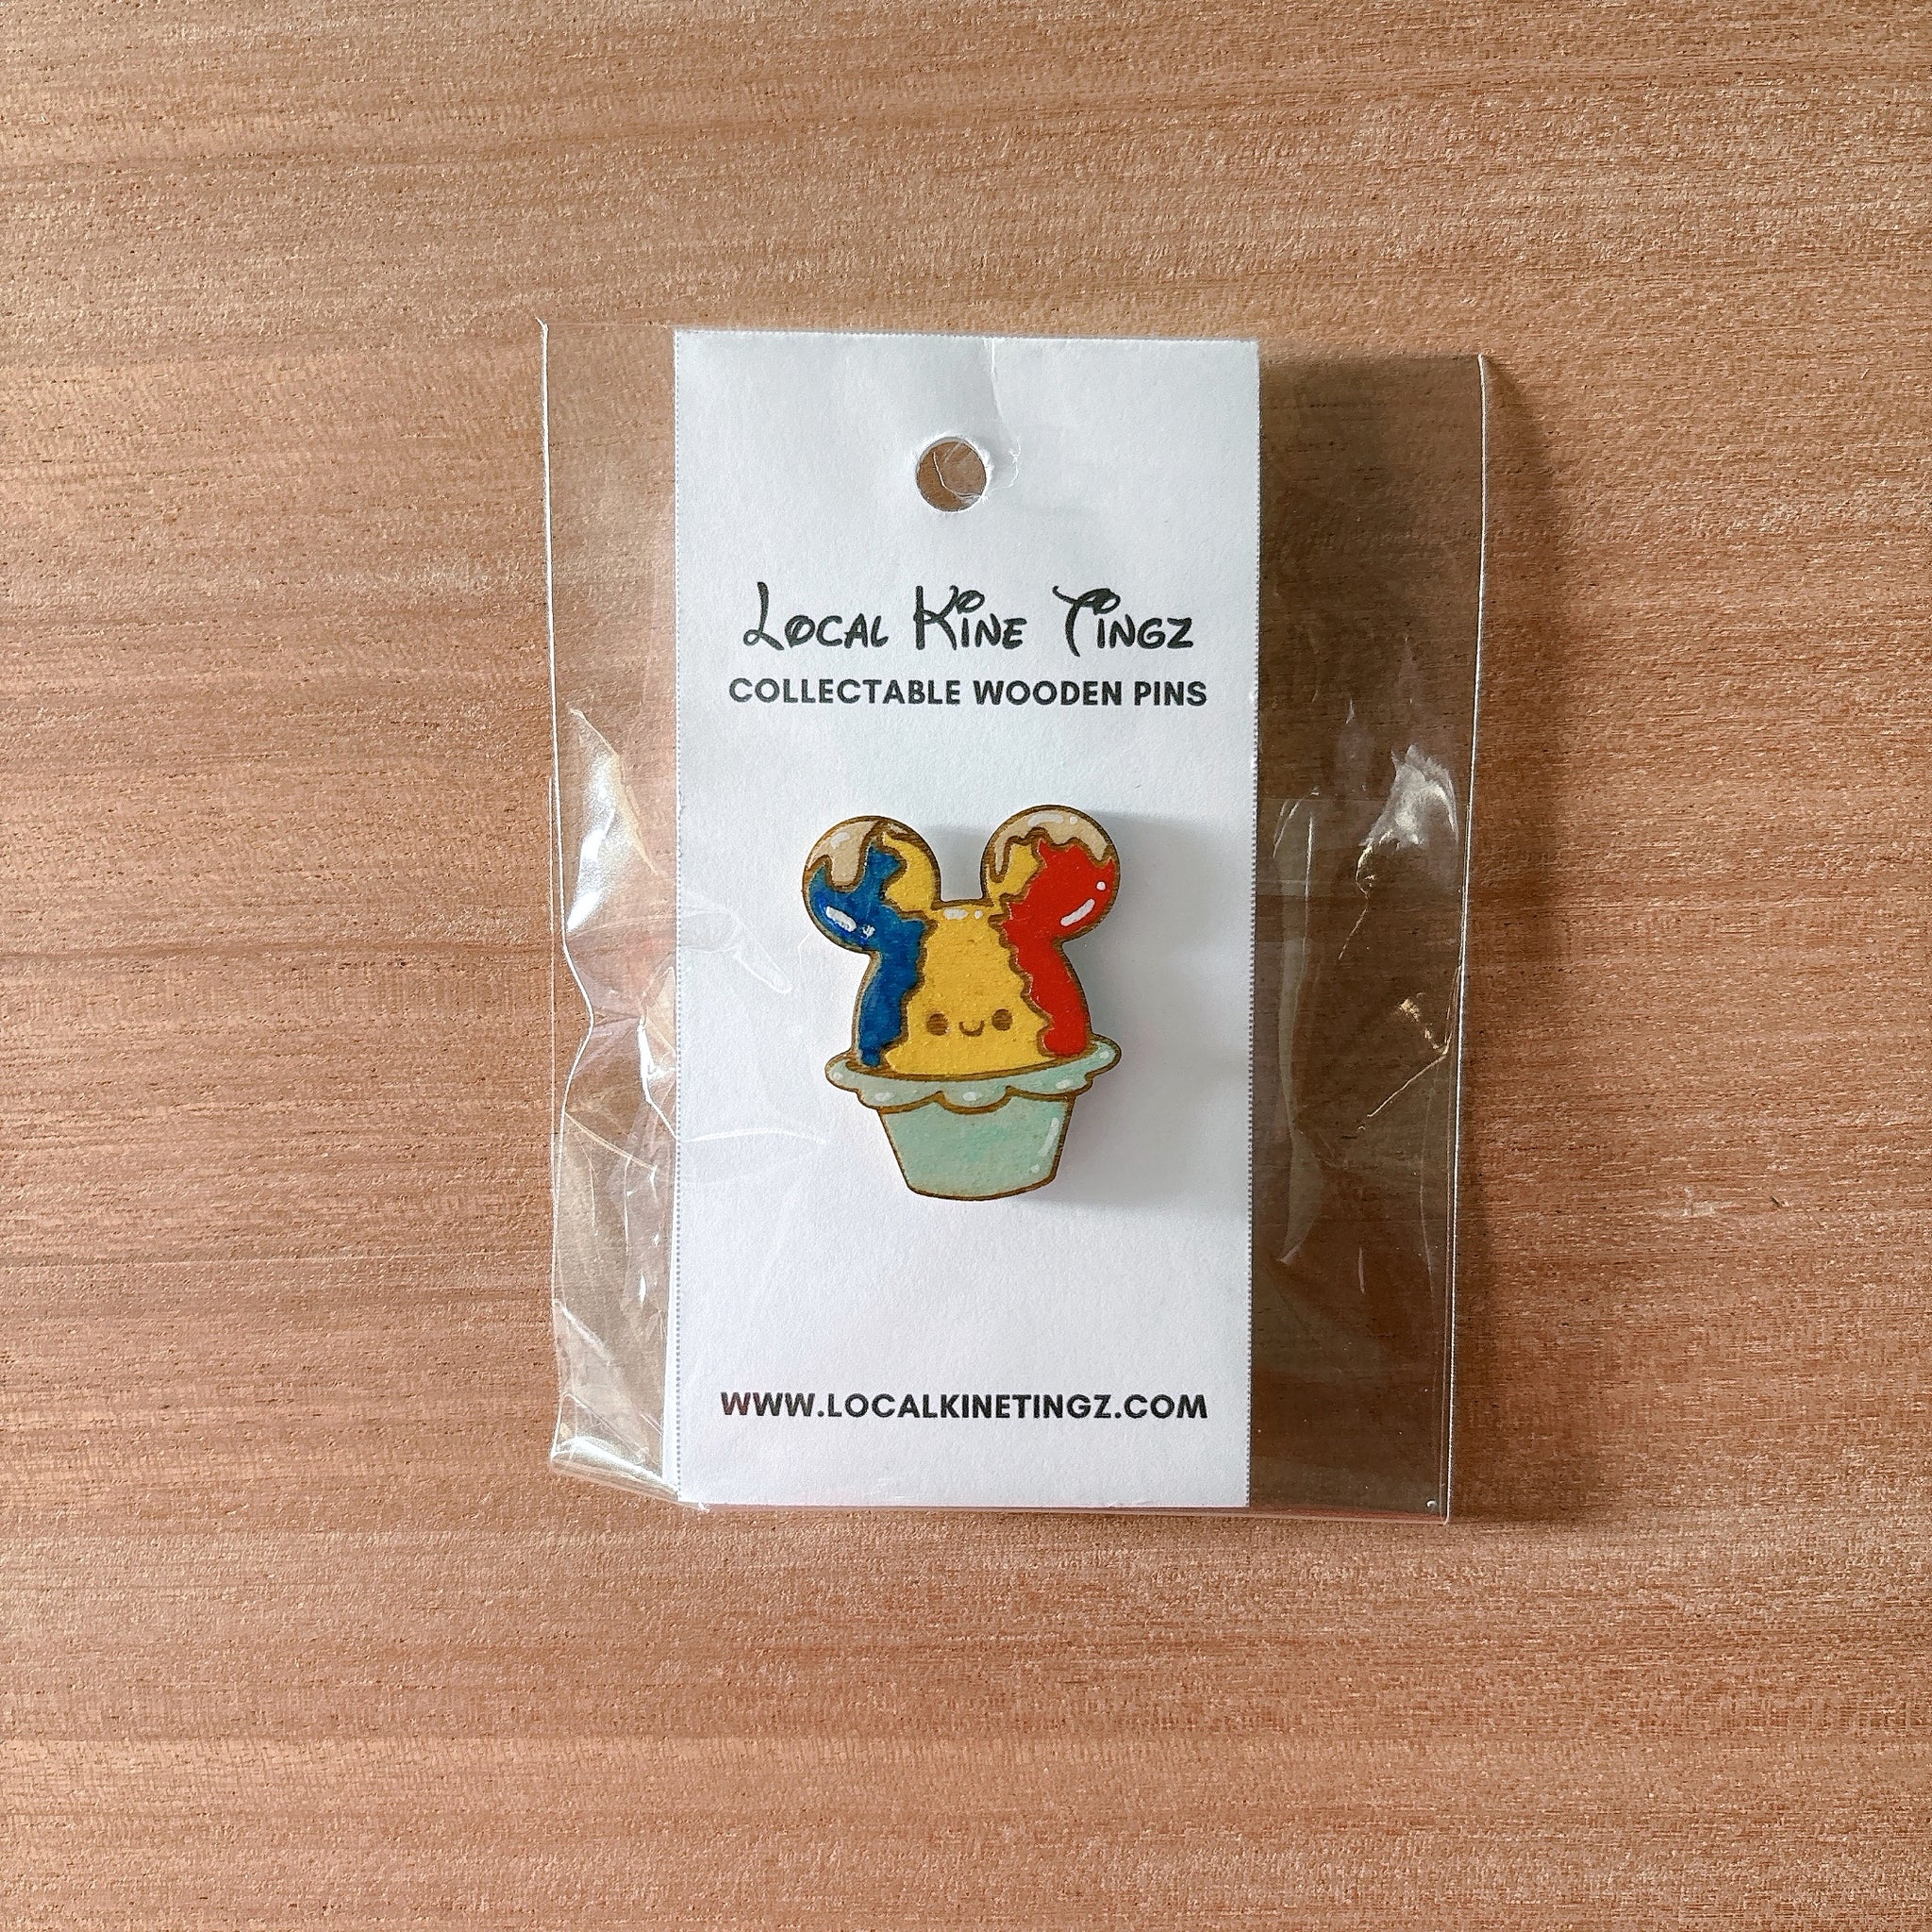 Local Kine Tingz
COLLECTABLE WOODEN PINS
WWW.LOCALKINETINGZ.COM